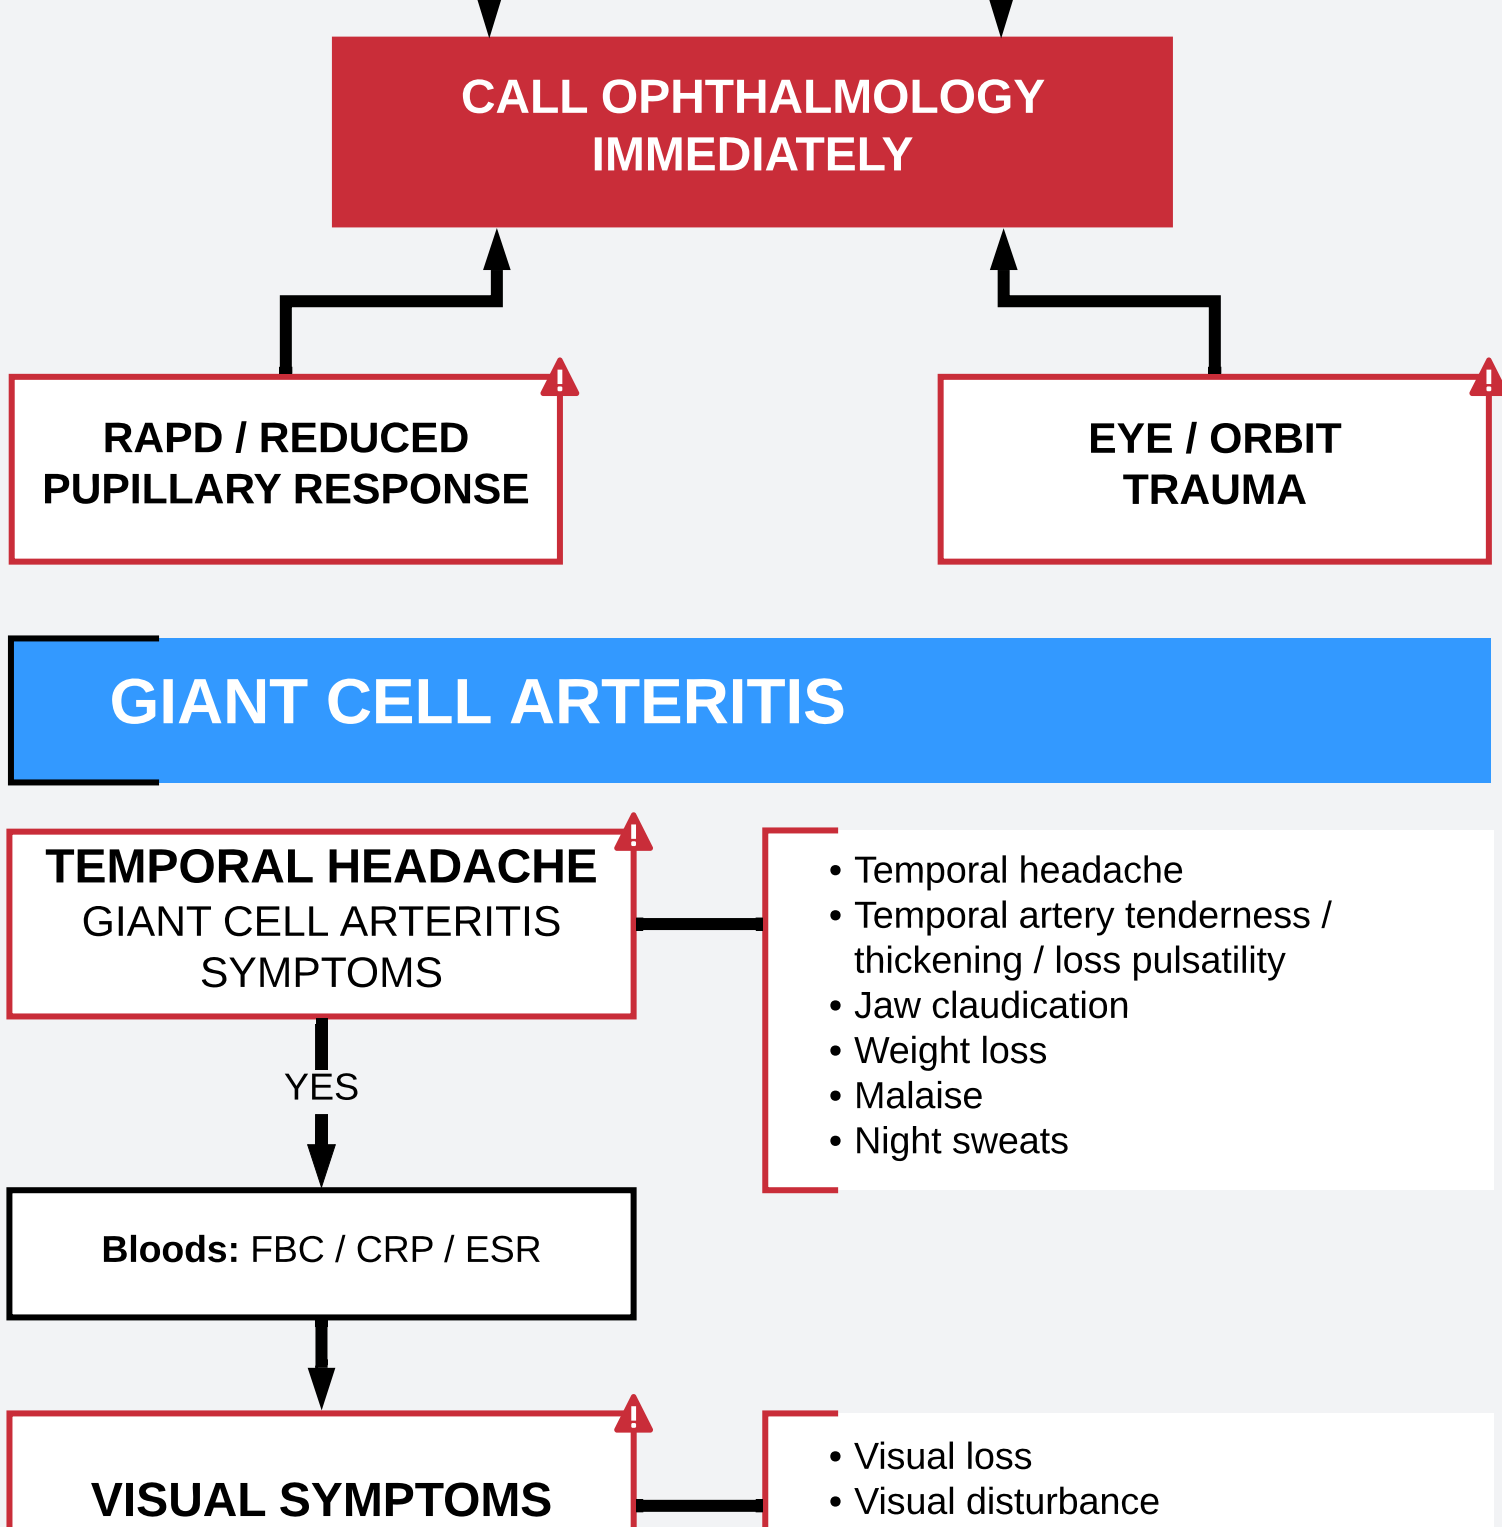 CALL OPHTHALMOLOGY
IMMEDIATELY
RAPD / REDUCED
PUPILLARY RESPONSE
EYE / ORBIT
TRAUMA
GIANT CELL ARTERITIS
TEMPORAL HEADACHE
GIANT CELL ARTERITIS
SYMPTOMS
• Temporal headache
• Temporal artery tenderness /
thickening / loss pulsatility
• Jaw claudication
• Weight loss
• Malaise
• Night sweats
YES
Bloods: FBC / CRP / ESR
VISUAL SYMPTOMS
• Visual loss
• Visual disturbance